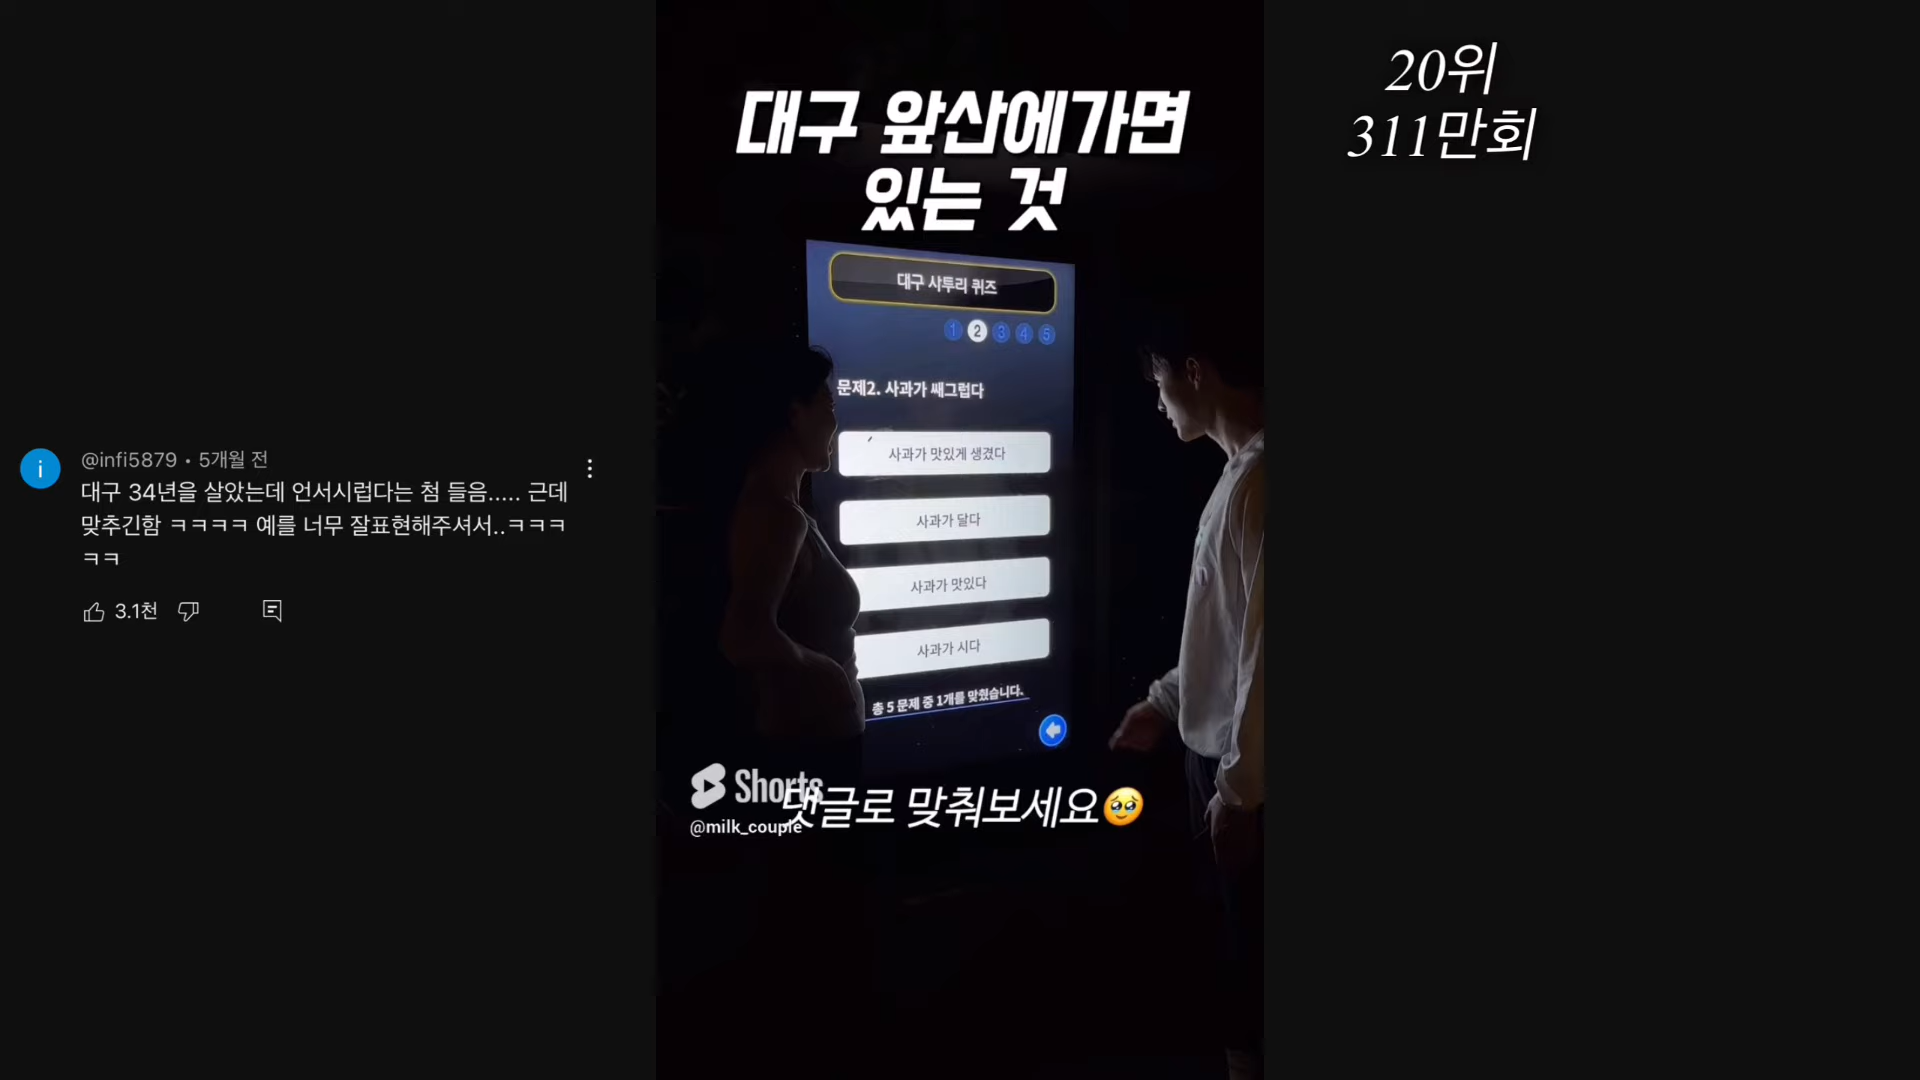 대구 앞산에가면
있는 것
20위
311만회
대구 사투리 퀴즈
1 2 3 4 5
문제2. 사과가 쌔그럽다
사과가 맛있게 생겼다
사과가 달다
사과가 맛있다
사과가 시다
총 5 문제 중 1개를 맞혔습니다.
i
@infi5879 • 5개월 전
대구 34년을 살았는데 언서시럽다는 첨 들음..... 근데
맞추긴함 ㅋㅋㅋㅋ 예를 너무 잘표현해주셔서..ㅋㅋㅋ
ㅋㅋ
3.1천
Shorts
댓글로 맞춰보세요🥹
@milk_couple